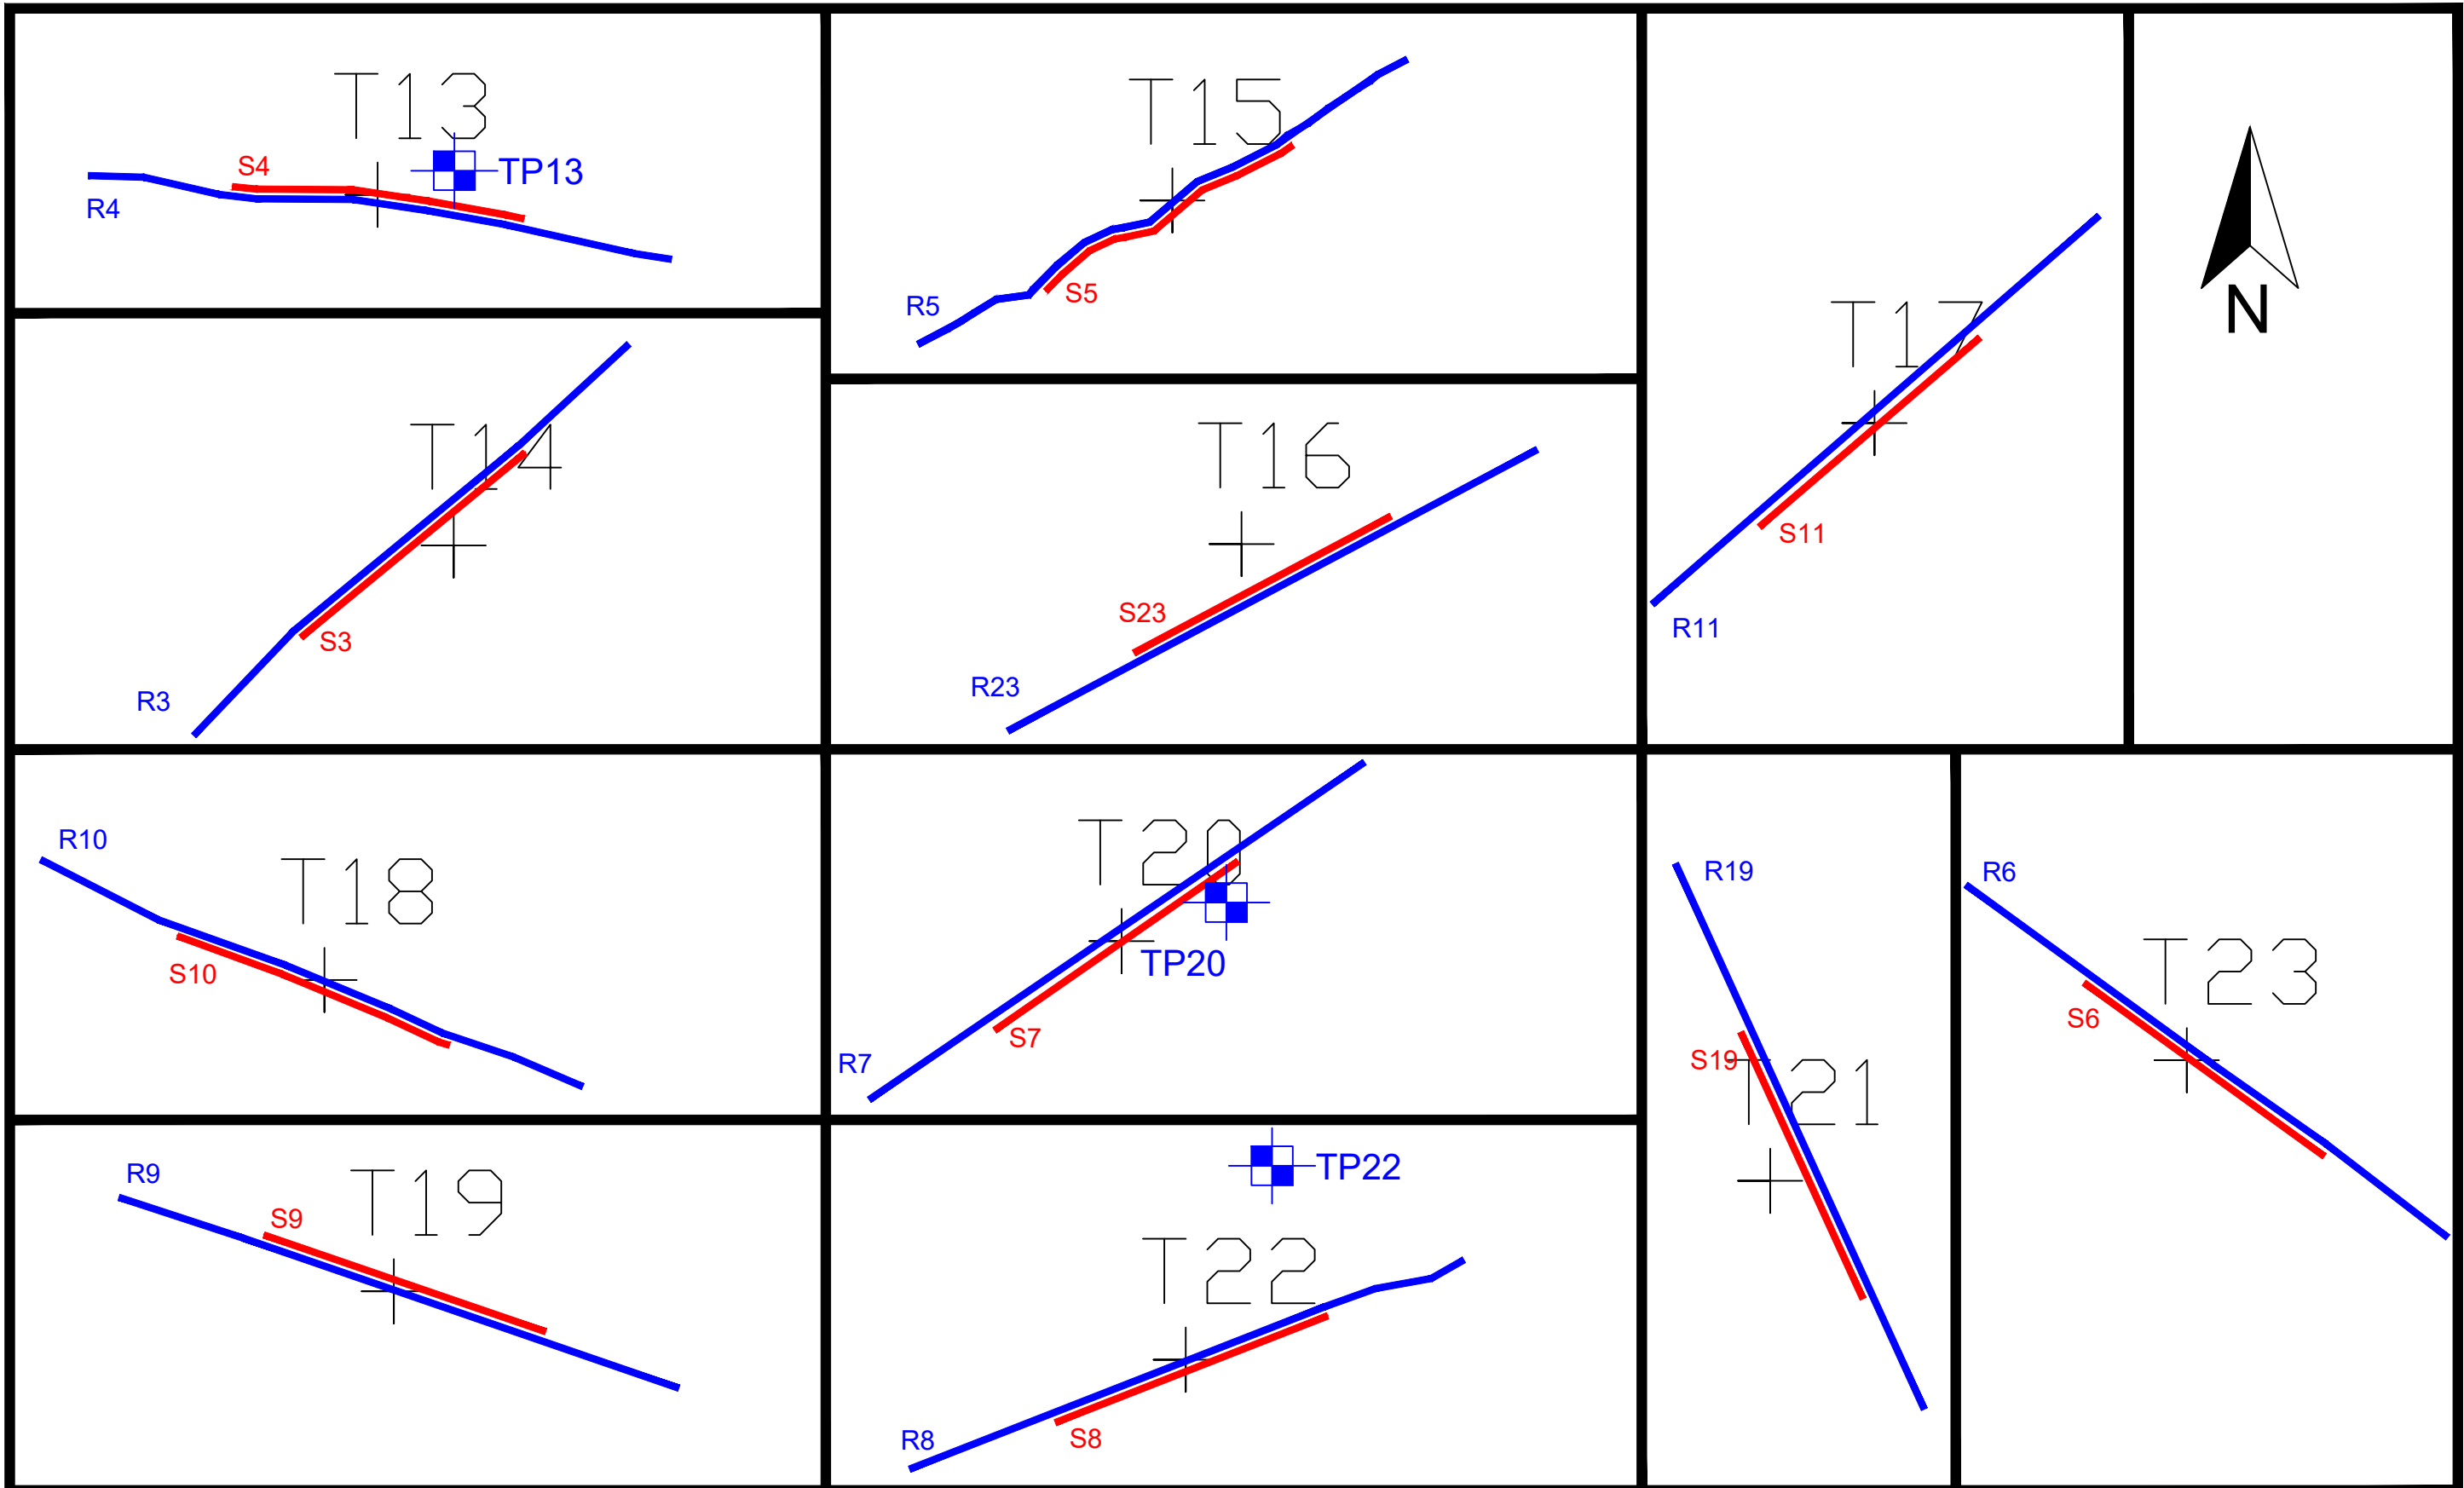 T13
S4
TP13
R4
T15
R5
S5
T17
S11
R11
N
T14
S3
R3
T16
S23
R23
R10
T18
S10
T20
TP20
S7
R7
R19
S19
T21
R6
T23
S6
R9
S9
T19
TP22
T22
R8
S8